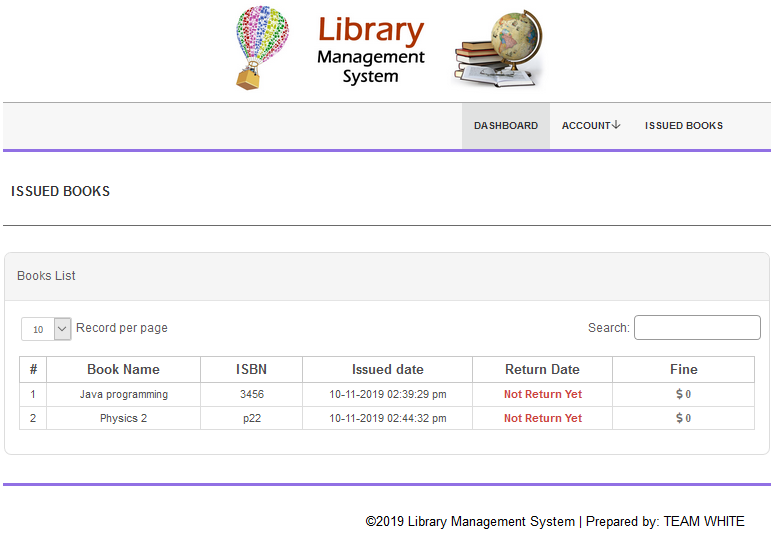 Library
Management
System
DASHBOARD ACCOUNT↓ ISSUED BOOKS
ISSUED BOOKS
Books List
10 Record per page Search:
# Book Name ISBN Issued date Return Date Fine
1 Java programming 3456 10-11-2019 02:39:29 pm Not Return Yet $ 0
2 Physics 2 p22 10-11-2019 02:44:32 pm Not Return Yet $ 0
©2019 Library Management System | Prepared by: TEAM WHITE